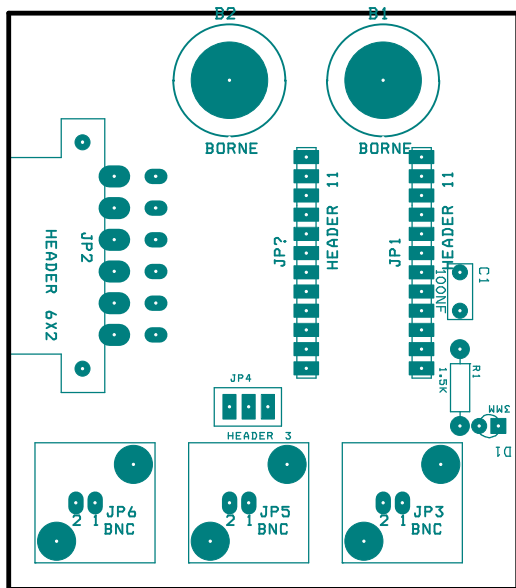 B2
B1
BORNE
BORNE
JP2
HEADER 6X2
JP?
HEADER 11
JP1
HEADER 11
C1
100NF
R1
1.5K
JP4
HEADER 3
3MM
D1
2 1
JP6
BNC
2 1
JP5
BNC
2 1
JP3
BNC